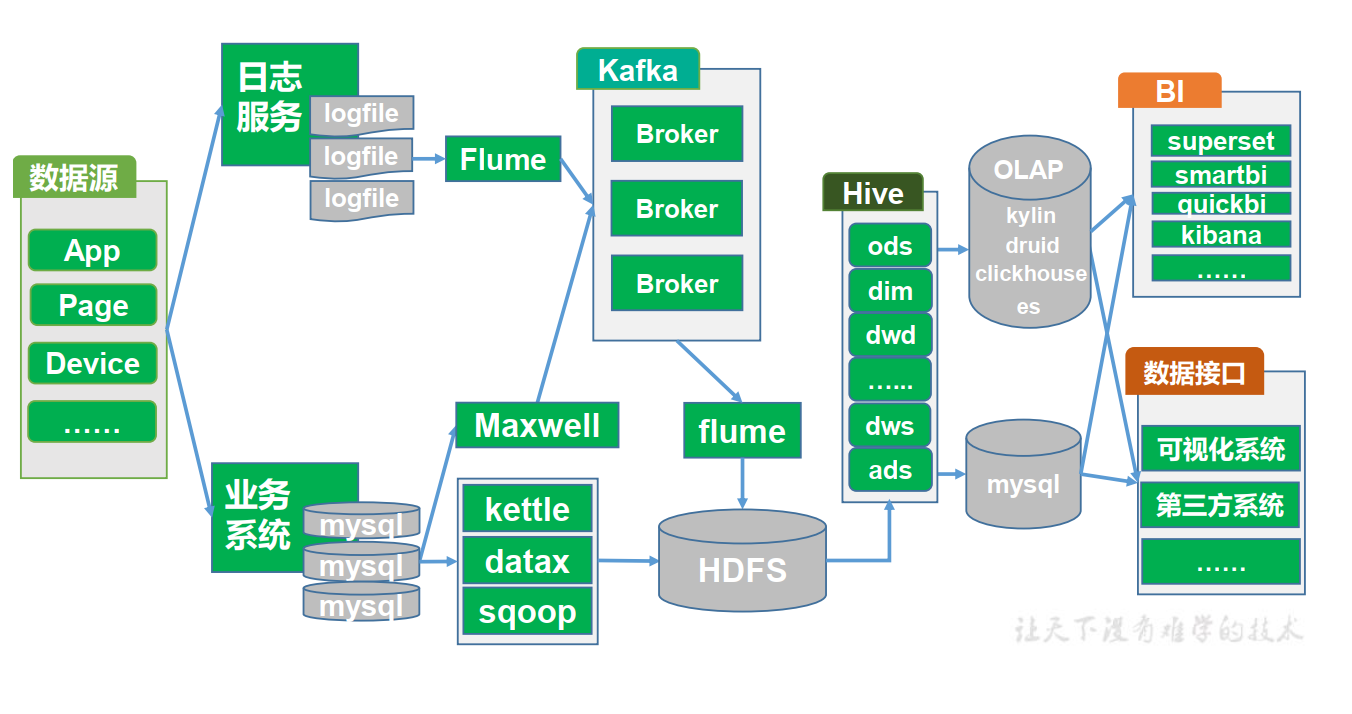 数据源
App
Page
Device
……
日志
服务
logfile
logfile
logfile
Flume
业务
系统
mysql
mysql
mysql
Maxwell
kettle
datax
sqoop
Kafka
Broker
Broker
Broker
flume
HDFS
Hive
ods
dim
dwd
…...
dws
ads
OLAP
kylin
druid
clickhouse
es
mysql
BI
superset
smartbi
quickbi
kibana
……
数据接口
可视化系统
第三方系统
……
让天下没有难学的技术